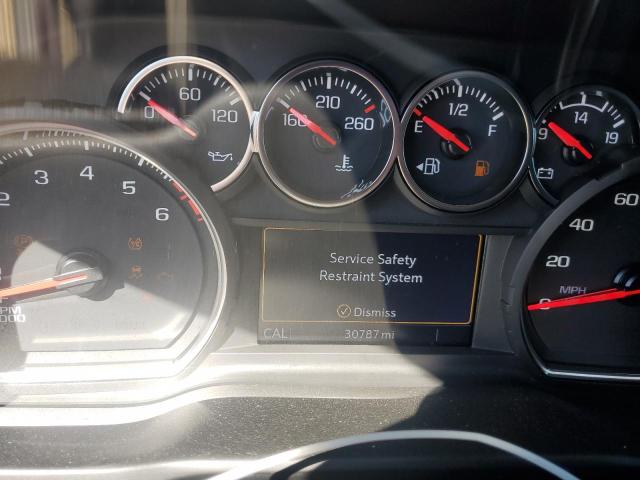 0 60 120
160 210 260
E 1/2 F
9 14 19
2 3 4 5 6
Service Safety
Restraint System
Dismiss
CAL 30787 mi
0 20 40 60
MPH